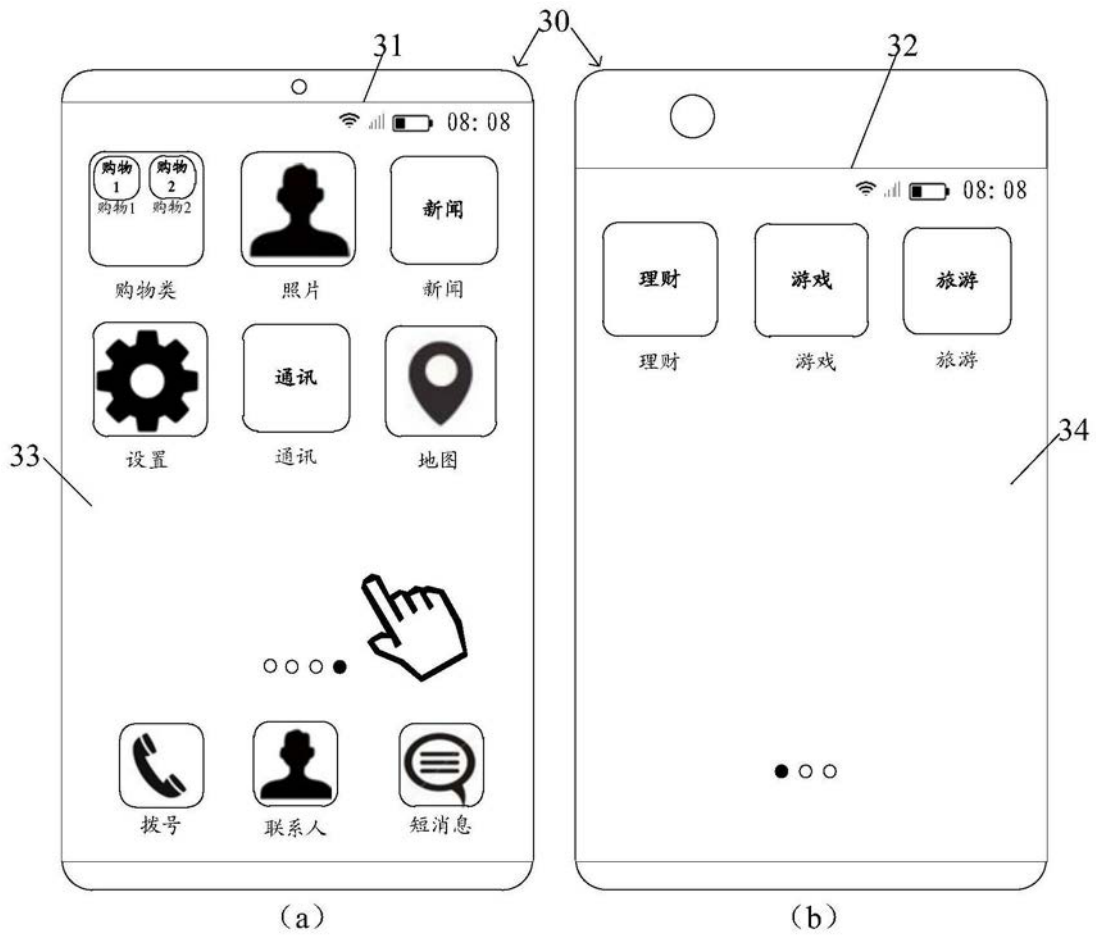 30
31
32
08: 08
购物 购物
1 2
购物1 购物2
新闻
购物类 照片 新闻
通讯
设置 通讯 地图
33
拨号 联系人 短消息
(a)
08: 08
理财 游戏 旅游
理财 游戏 旅游
34
(b)